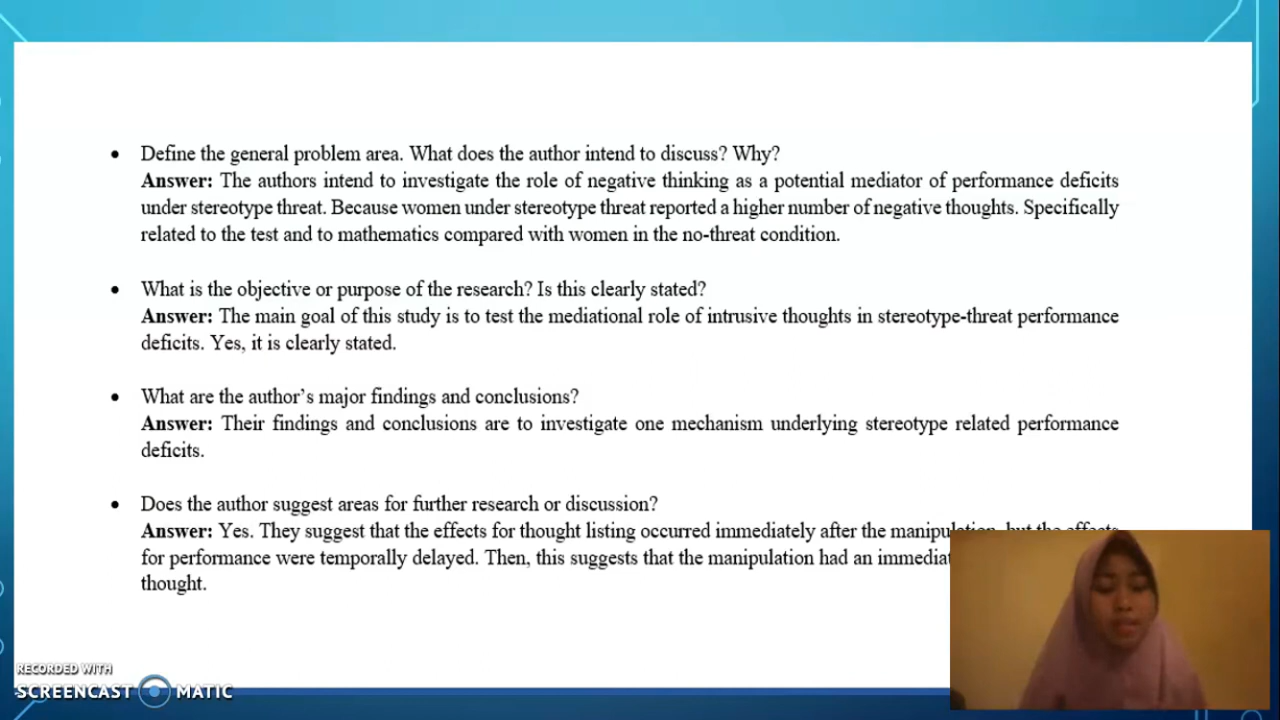 • Define the general problem area. What does the author intend to discuss? Why?
Answer: The authors intend to investigate the role of negative thinking as a potential mediator of performance deficits
under stereotype threat. Because women under stereotype threat reported a higher number of negative thoughts. Specifically
related to the test and to mathematics compared with women in the no-threat condition.
• What is the objective or purpose of the research? Is this clearly stated?
Answer: The main goal of this study is to test the mediational role of intrusive thoughts in stereotype-threat performance
deficits. Yes, it is clearly stated.
• What are the author's major findings and conclusions?
Answer: Their findings and conclusions are to investigate one mechanism underlying stereotype related performance
deficits.
• Does the author suggest areas for further research or discussion?
Answer: Yes. They suggest that the effects for thought listing occurred immediately after the manipulation, but the effects
for performance were temporally delayed. Then, this suggests that the manipulation had an
thought.
RECORDED WITH
SCREENCAST MATIC